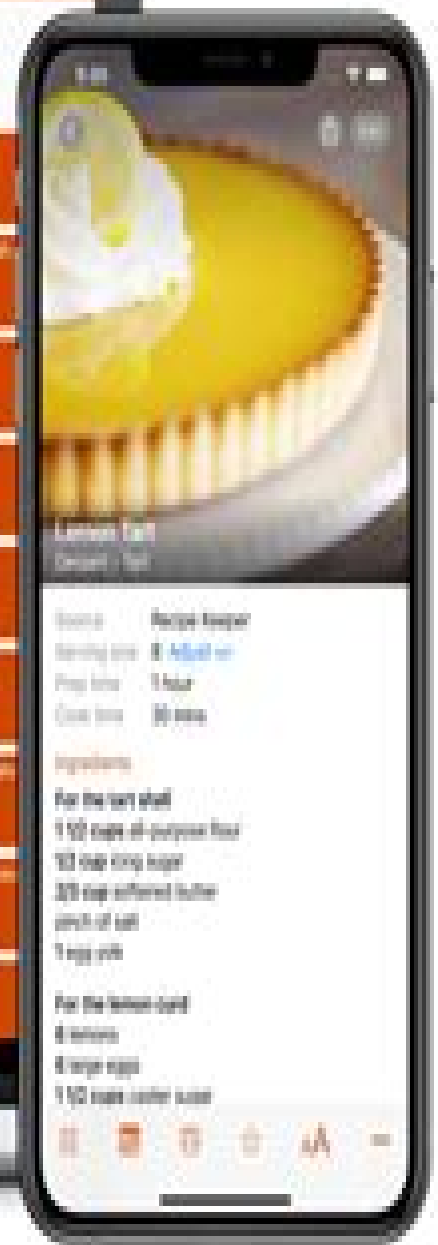 Lemon Tart
Dessert Tart
Source Recipe Keeper
Serving size 8 Adjust
Prep time 1 hour
Cook time 30 mins
Ingredients
For the tart shell
1 1/2 cups all-purpose flour
1/2 cup icing sugar
2/3 cup softened butter
pinch of salt
1 egg yolk
For the lemon curd
6 lemons
6 large eggs
1 1/2 cups caster sugar
AA